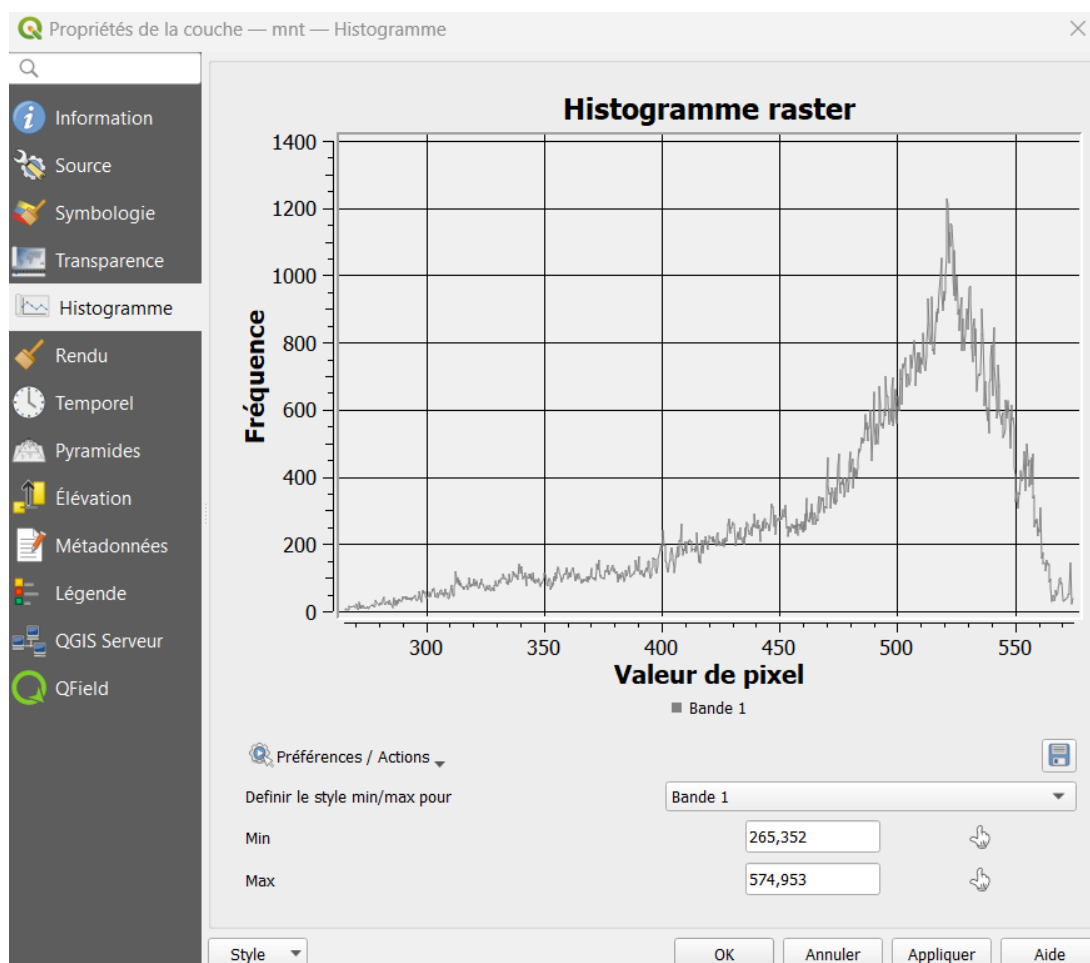 Propriétés de la couche — mnt — Histogramme
Information
Source
Symbologie
Transparence
Histogramme
Rendu
Temporel
Pyramides
Élévation
Métadonnées
Légende
QGIS Serveur
QField
Histogramme raster
1400
1200
1000
800
600
400
200
0
Fréquence
300 350 400 450 500 550
Valeur de pixel
Bande 1
Préférences / Actions
Definir le style min/max pour Bande 1
Min 265,352
Max 574,953
Style OK Annuler Appliquer Aide